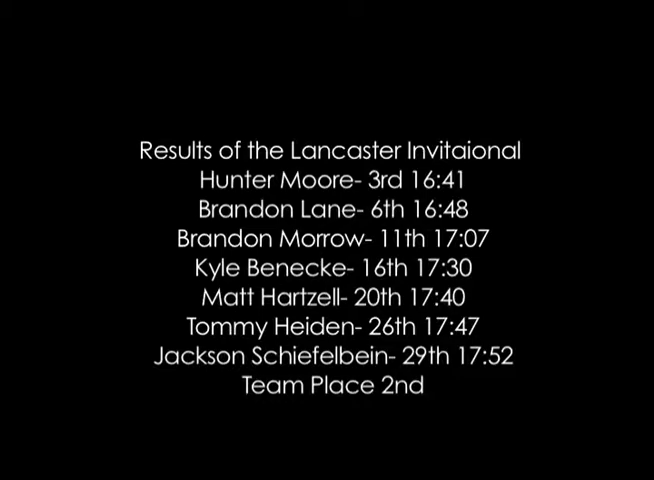 Results of the Lancaster Invitaional
Hunter Moore- 3rd 16:41
Brandon Lane- 6th 16:48
Brandon Morrow- 11th 17:07
Kyle Benecke- 16th 17:30
Matt Hartzell- 20th 17:40
Tommy Heiden- 26th 17:47
Jackson Schiefelbein- 29th 17:52
Team Place 2nd